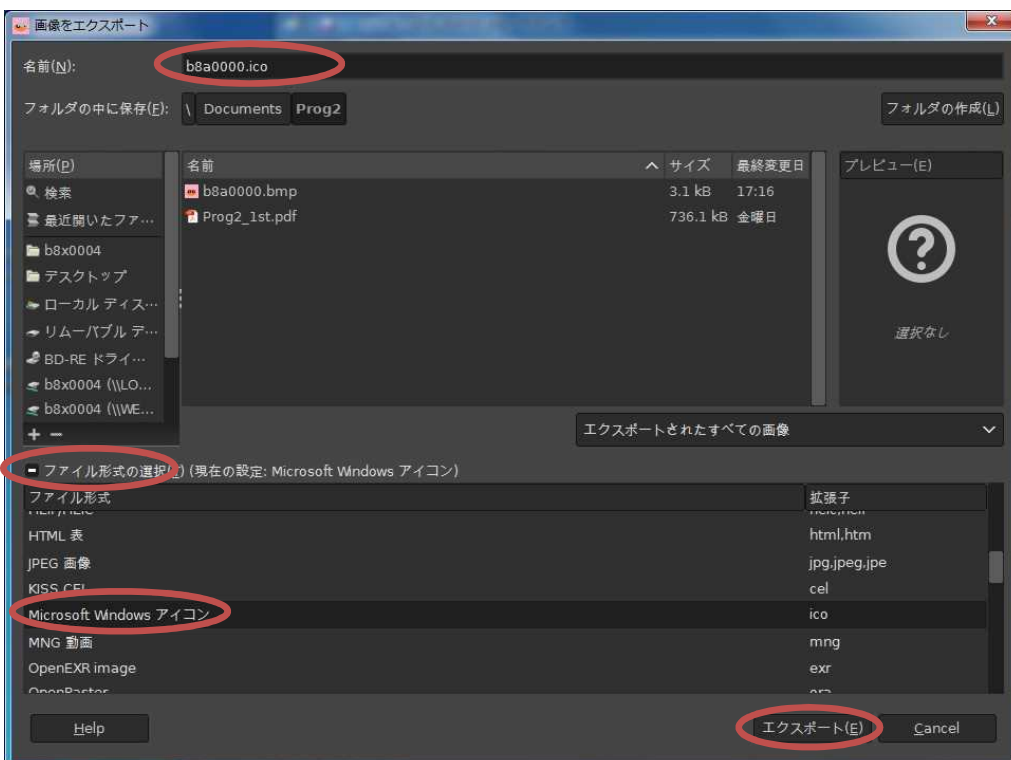 画像をエクスポート
名前(N):
b8a0000.ico
フォルダの中に保存(F):
\ Documents Prog2
フォルダの作成(L)
場所(P)
検索
最近開いたファ…
b8x0004
デスクトップ
ローカル ディス…
リムーバブル デ…
BD-RE ドライ…
b8x0004 (\\LO...
b8x0004 (\\WE...
名前 サイズ 最終変更日
b8a0000.bmp 3.1 kB 17:16
Prog2_1st.pdf 736.1 kB 金曜日
プレビュー(E)
選択なし
エクスポートされたすべての画像
ファイル形式の選択 (現在の設定: Microsoft Windows アイコン)
ファイル形式 拡張子
HTML 表 html,htm
JPEG 画像 jpg,jpeg,jpe
KISS CEL cel
Microsoft Windows アイコン ico
MNG 動画 mng
OpenEXR image exr
OpenRaster ora
Help
エクスポート(E)
Cancel